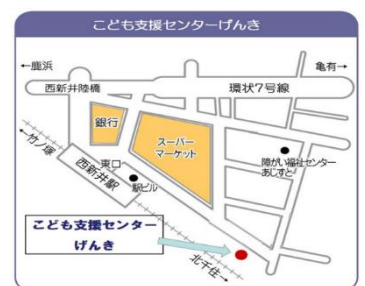 こども支援センターげんき
←鹿浜
亀有→
西新井陸橋
環状7号線
銀行
スーパー
マーケット
←竹ノ塚
東口
西新井駅
駅ビル
障がい福祉センター
あしすと
こども支援センター
げんき
北千住→